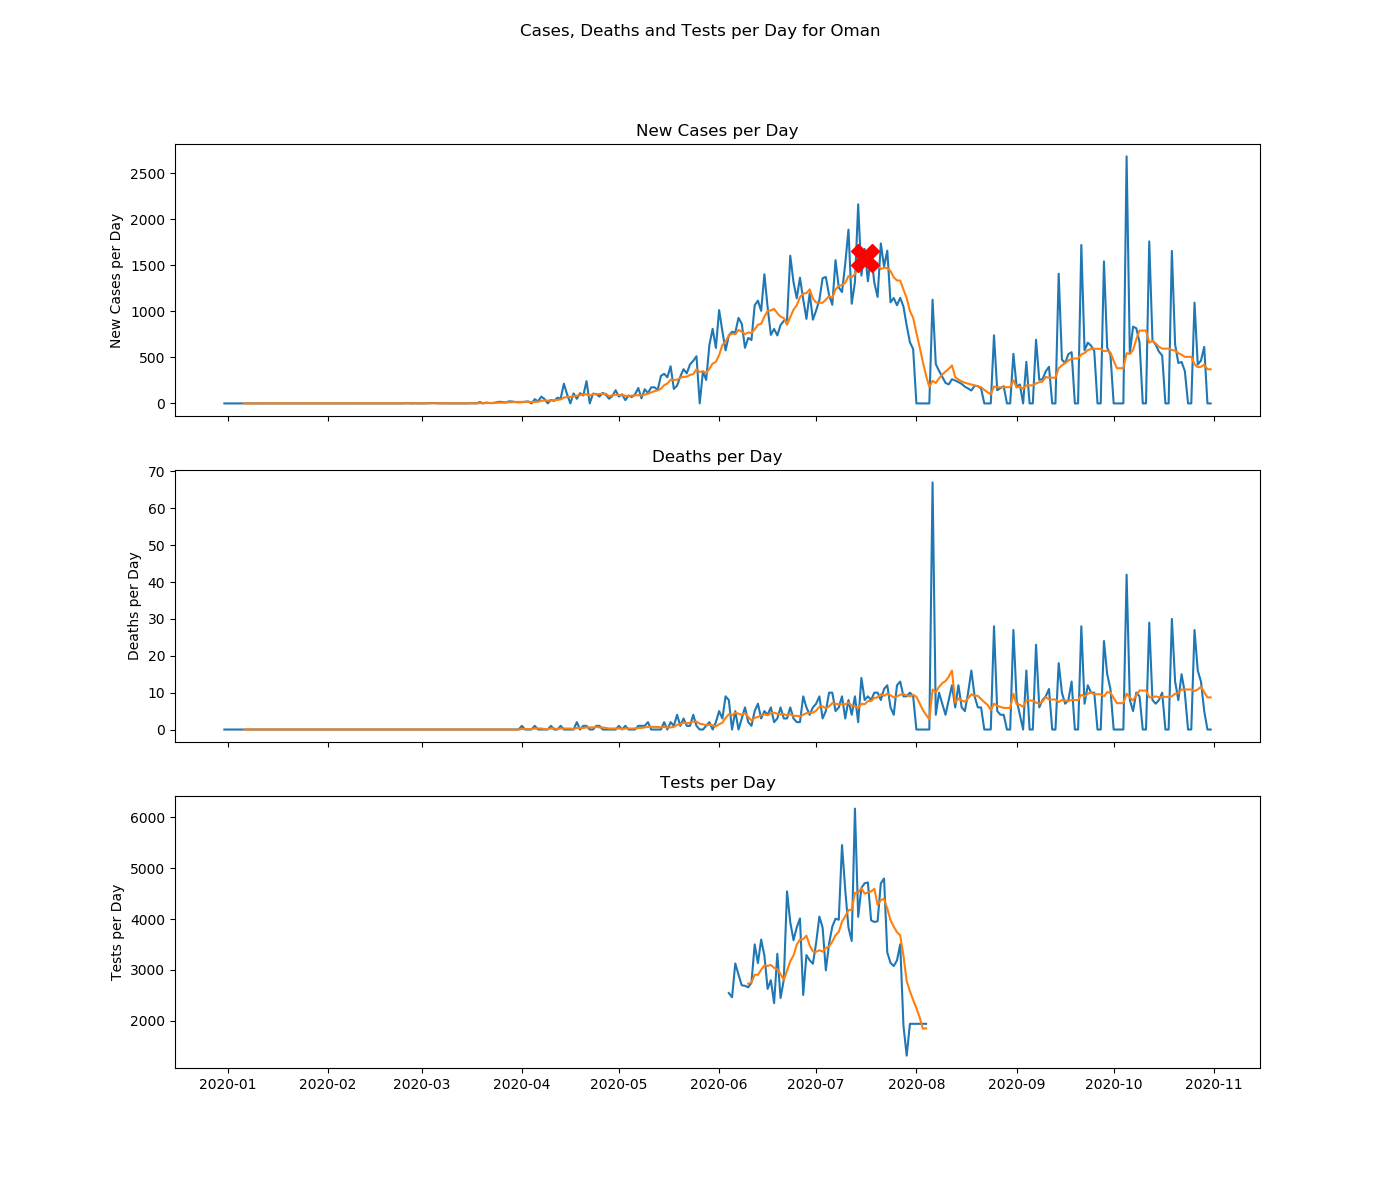 Cases, Deaths and Tests per Day for Oman
New Cases per Day
New Cases per Day
2500
2000
1500
1000
500
0
Deaths per Day
Deaths per Day
70
60
50
40
30
20
10
0
Tests per Day
Tests per Day
6000
5000
4000
3000
2000
2020-01 2020-02 2020-03 2020-04 2020-05 2020-06 2020-07 2020-08 2020-09 2020-10 2020-11